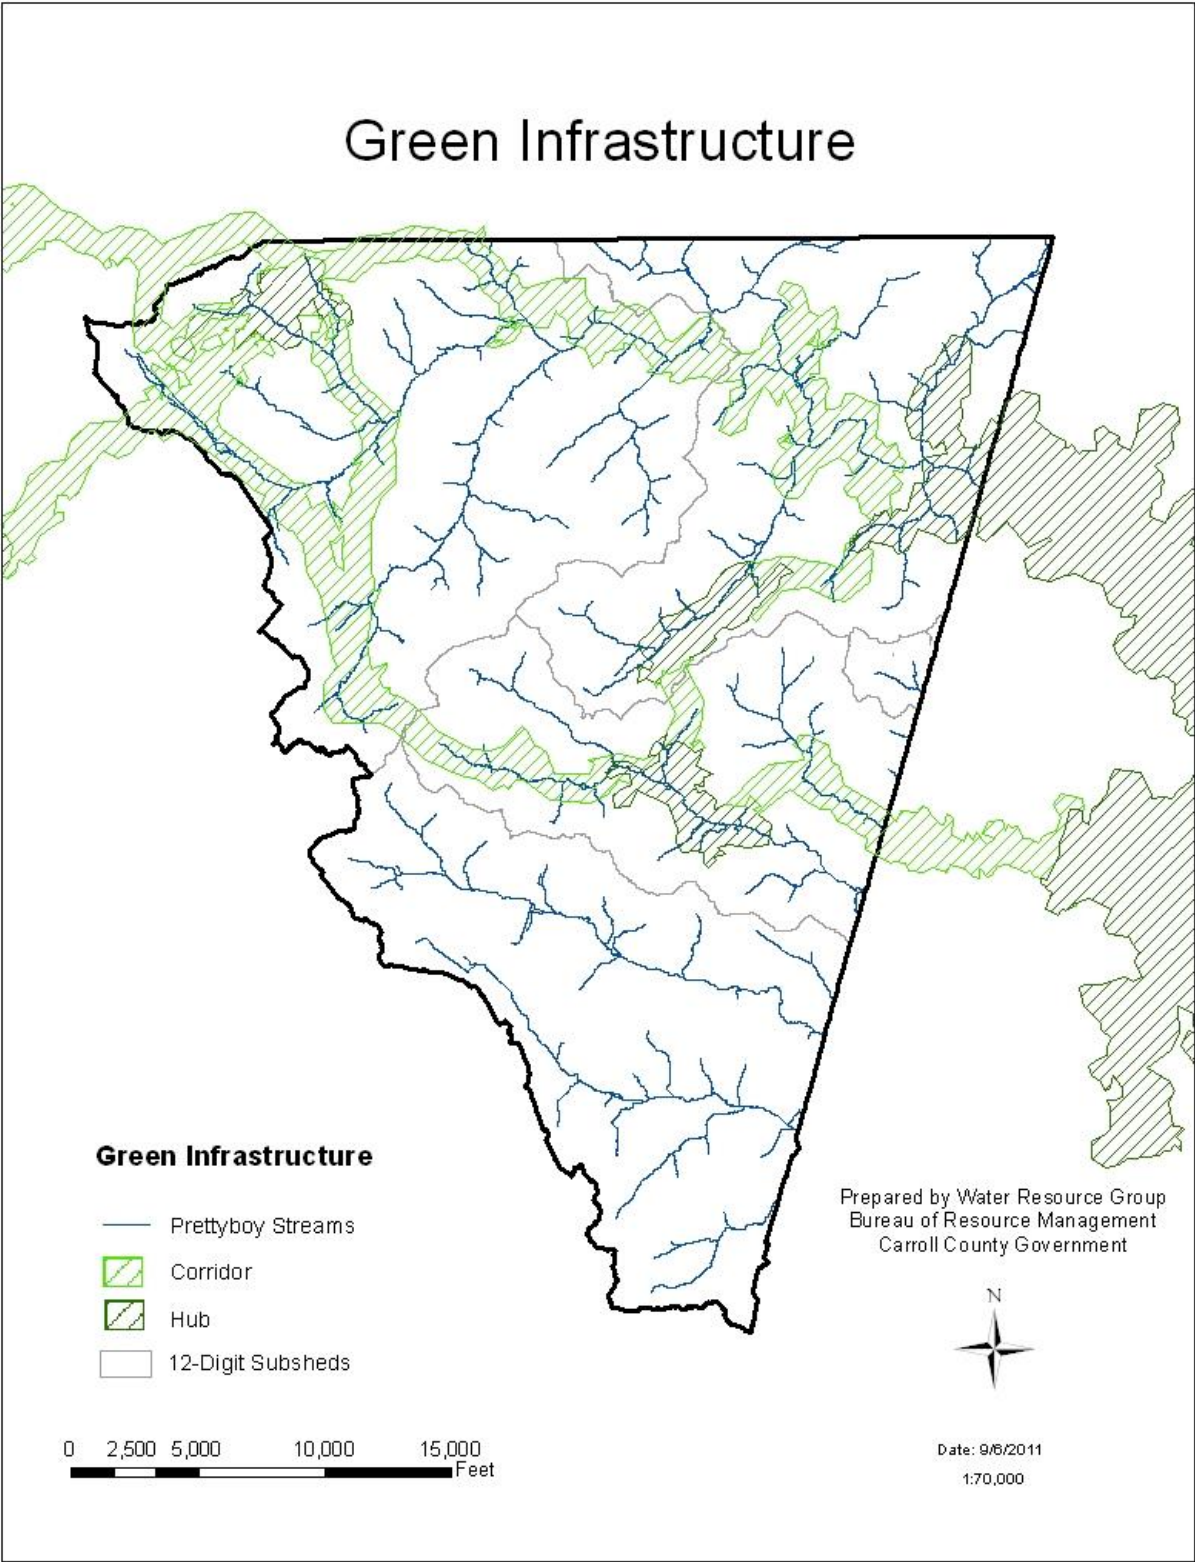 Green Infrastructure
Green Infrastructure
Prettyboy Streams
Corridor
Hub
12-Digit Subsheds
Prepared by Water Resource Group
Bureau of Resource Management
Carroll County Government
N
0 2,500 5,000 10,000 15,000
Feet
Date: 9/6/2011
1:70,000